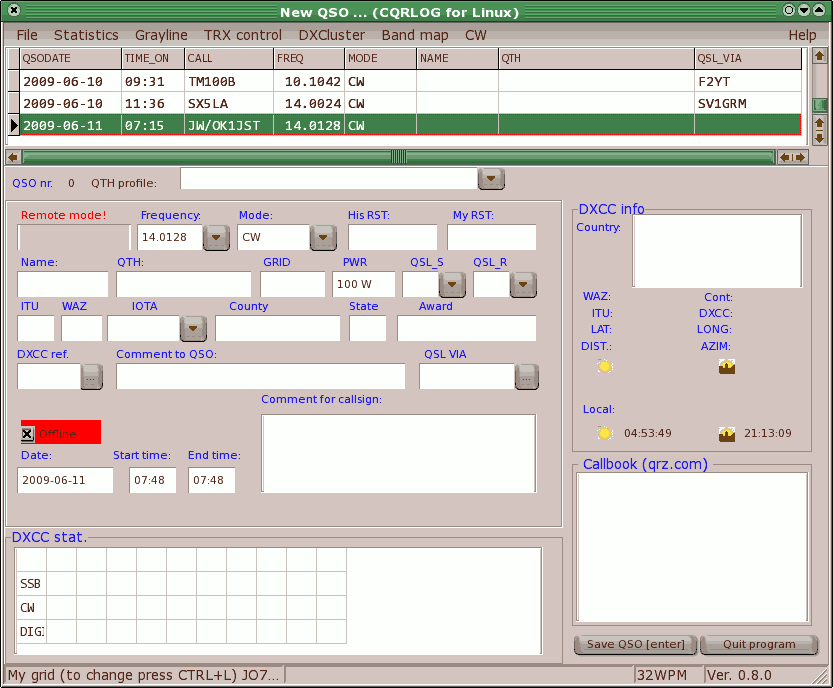 New QSO ... (CQRLOG for Linux)
File Statistics Grayline TRX control DXCluster Band map CW Help
QSODATE TIME_ON CALL FREQ MODE NAME QTH QSL_VIA
2009-06-10 09:31 TM100B 10.1042 CW F2YT
2009-06-10 11:36 SX5LA 14.0024 CW SV1GRM
2009-06-11 07:15 JW/OK1JST 14.0128 CW
QSO nr. 0 QTH profile:
Remote mode! Frequency: Mode: His RST: My RST:
14.0128 CW
Name: QTH: GRID PWR QSL_S QSL_R
100 W
ITU WAZ IOTA County State Award
DXCC ref. Comment to QSO: QSL VIA
... ...
Comment for callsign:
Offline
Date: Start time: End time:
2009-06-11 07:48 07:48
DXCC info
Country:
WAZ: Cont:
ITU: DXCC:
LAT: LONG:
DIST.: AZIM:
Local:
04:53:49 21:13:09
Callbook (qrz.com)
DXCC stat.
SSB
CW
DIGI
Save QSO [enter] Quit program
My grid (to change press CTRL+L) JO7... 32WPM Ver. 0.8.0